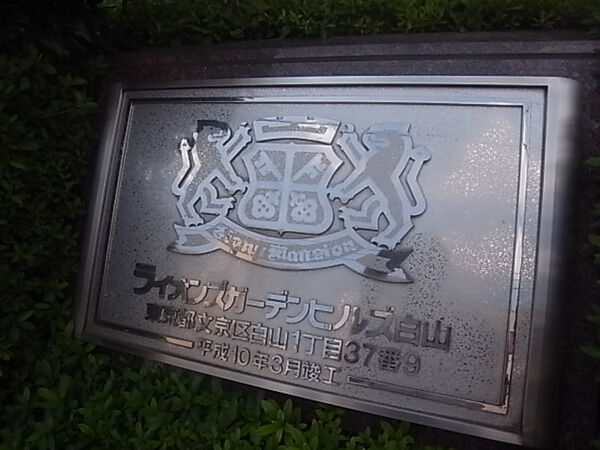 Lions Mansion
ライオンズガーデンヒルズ白山
東京都文京区白山1丁目37番9
平成10年3月竣工